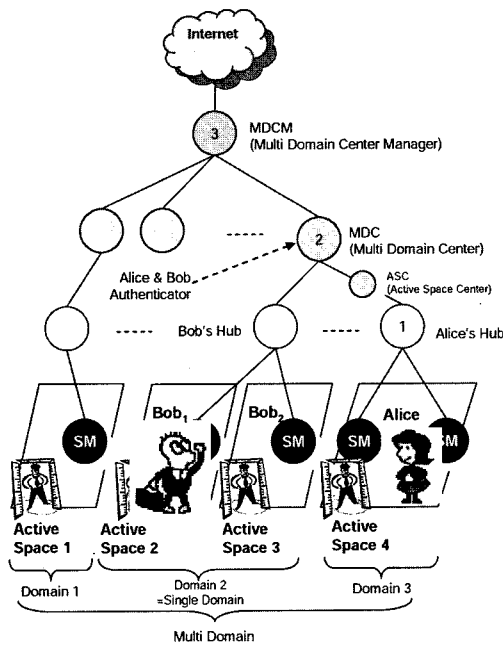 Internet
3
MDCM
(Multi Domain Center Manager)
2
MDC
(Multi Domain Center)
Alice & Bob
Authenticator
ASC
(Active Space Center)
Bob's Hub
1
Alice's Hub
Bob1
Bob2
Alice
SM
SM
SM
SM
Active
Space 1
Active
Space 2
Active
Space 3
Active
Space 4
Domain 1
Domain 2
=Single Domain
Domain 3
Multi Domain